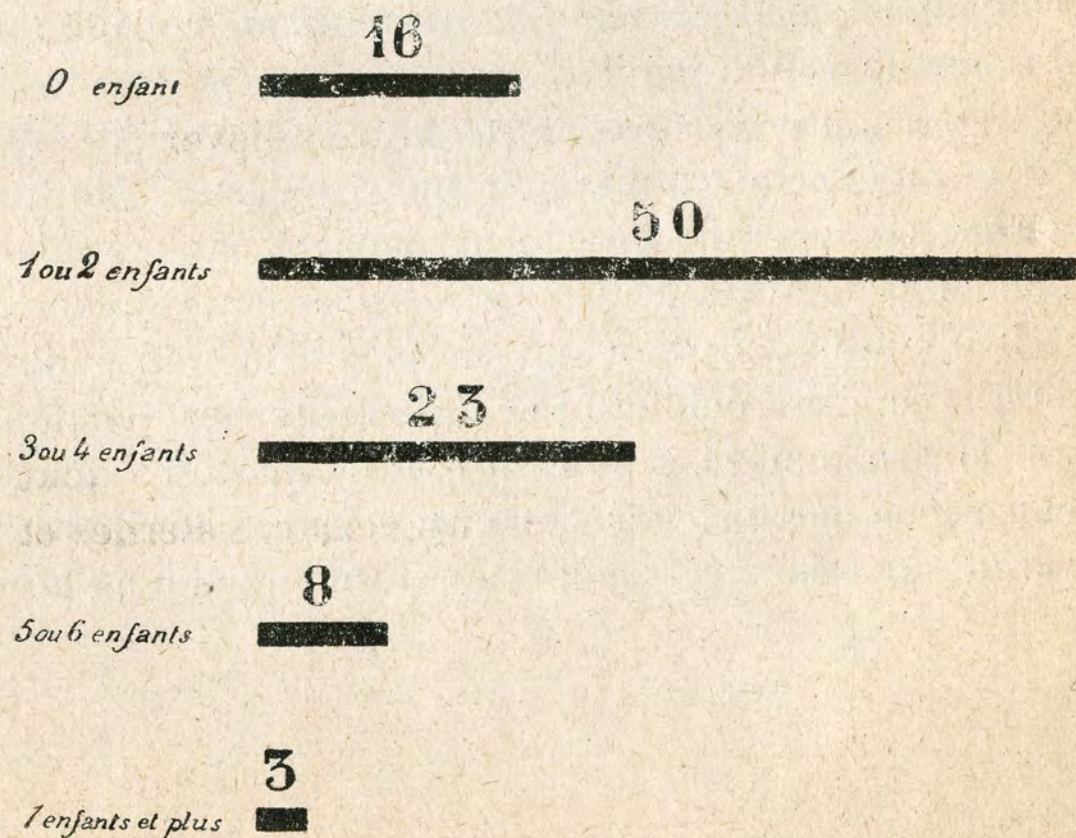 16
0 enfant
50
1 ou 2 enfants
23
3 ou 4 enfants
8
5 ou 6 enfants
3
7 enfants et plus